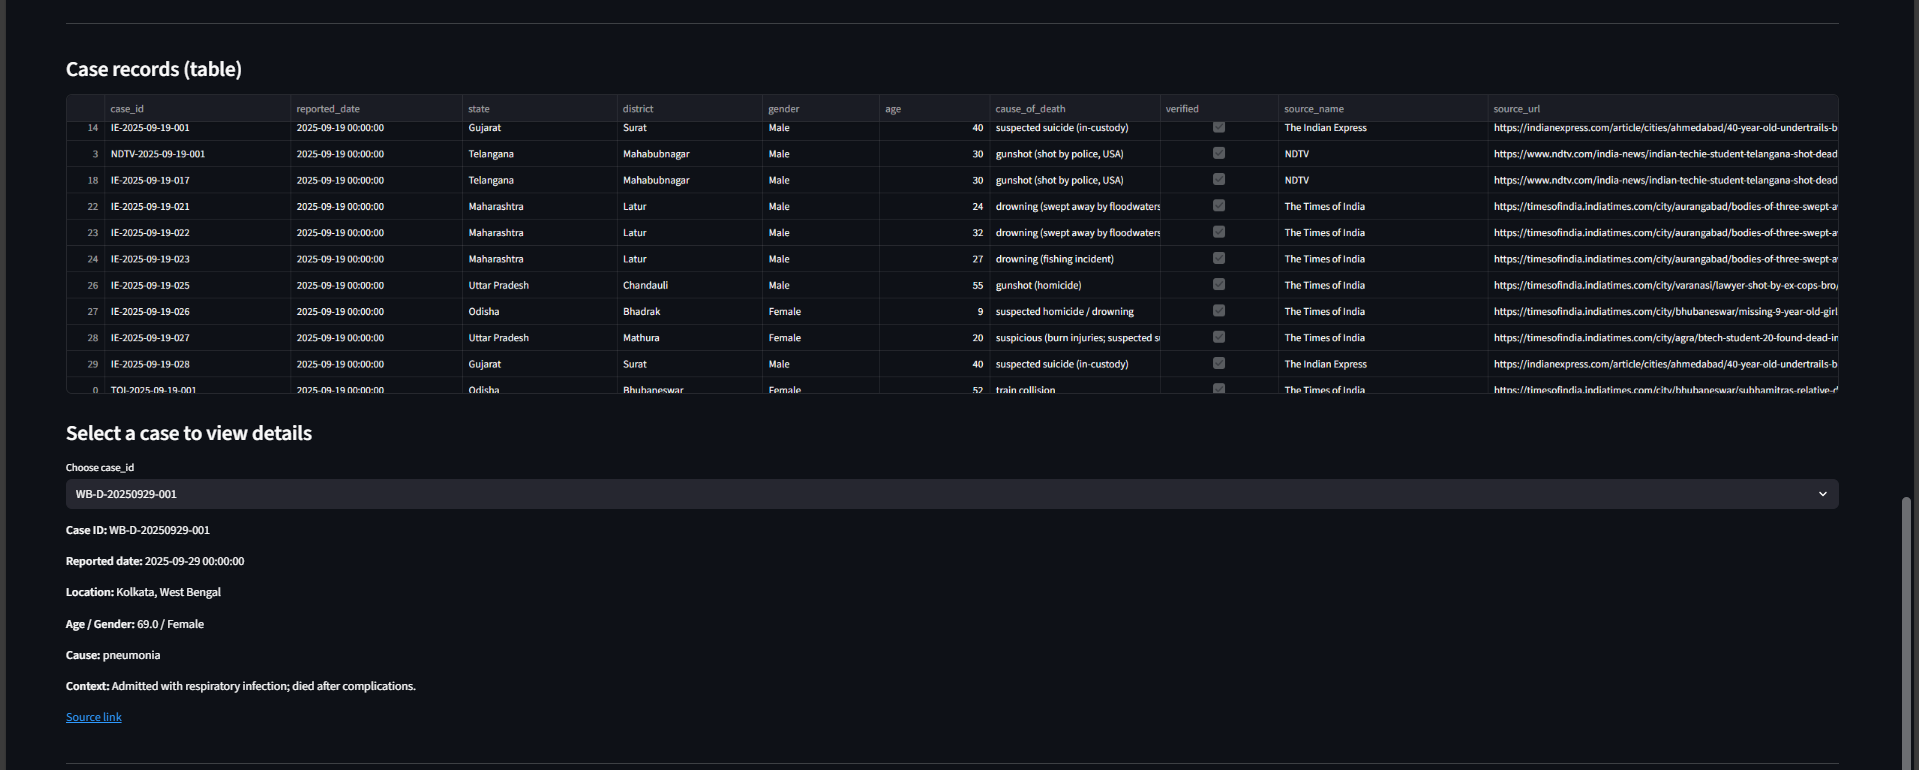 Case records (table)
case_id reported_date state district gender age cause_of_death verified source_name source_url
14 IE-2025-09-19-001 2025-09-19 00:00:00 Gujarat Surat Male 40 suspected suicide (in-custody) The Indian Express https://indianexpress.com/article/cities/ahmedabad/40-year-old-undertrails-b
3 NDTV-2025-09-19-001 2025-09-19 00:00:00 Telangana Mahabubnagar Male 30 gunshot (shot by police, USA) NDTV https://www.ndtv.com/india-news/indian-techie-student-telangana-shot-dead
18 IE-2025-09-19-017 2025-09-19 00:00:00 Telangana Mahabubnagar Male 30 gunshot (shot by police, USA) NDTV https://www.ndtv.com/india-news/indian-techie-student-telangana-shot-dead
22 IE-2025-09-19-021 2025-09-19 00:00:00 Maharashtra Latur Male 24 drowning (swept away by floodwaters The Times of India https://timesofindia.indiatimes.com/city/aurangabad/bodies-of-three-swept-a
23 IE-2025-09-19-022 2025-09-19 00:00:00 Maharashtra Latur Male 32 drowning (swept away by floodwaters The Times of India https://timesofindia.indiatimes.com/city/aurangabad/bodies-of-three-swept-a
24 IE-2025-09-19-023 2025-09-19 00:00:00 Maharashtra Latur Male 27 drowning (fishing incident) The Times of India https://timesofindia.indiatimes.com/city/aurangabad/bodies-of-three-swept-a
26 IE-2025-09-19-025 2025-09-19 00:00:00 Uttar Pradesh Chandauli Male 55 gunshot (homicide) The Times of India https://timesofindia.indiatimes.com/city/varanasi/lawyer-shot-by-ex-cops-bro/
27 IE-2025-09-19-026 2025-09-19 00:00:00 Odisha Bhadrak Female 9 suspected homicide / drowning The Times of India https://timesofindia.indiatimes.com/city/bhubaneswar/missing-9-year-old-girl
28 IE-2025-09-19-027 2025-09-19 00:00:00 Uttar Pradesh Mathura Female 20 suspicious (burn injuries; suspected s The Times of India https://timesofindia.indiatimes.com/city/agra/btech-student-20-found-dead-in
29 IE-2025-09-19-028 2025-09-19 00:00:00 Gujarat Surat Male 40 suspected suicide (in-custody) The Indian Express https://indianexpress.com/article/cities/ahmedabad/40-year-old-undertrails-b
0 TOI-2025-09-19-001 2025-09-19 00:00:00 Odisha Bhubaneswar Female 52 train collision The Times of India https://timesofindia.indiatimes.com/city/bhubaneswar/subhamitras-relative-d
Select a case to view details
Choose case_id
WB-D-20250929-001
Case ID: WB-D-20250929-001
Reported date: 2025-09-29 00:00:00
Location: Kolkata, West Bengal
Age / Gender: 69.0 / Female
Cause: pneumonia
Context: Admitted with respiratory infection; died after complications.
Source link